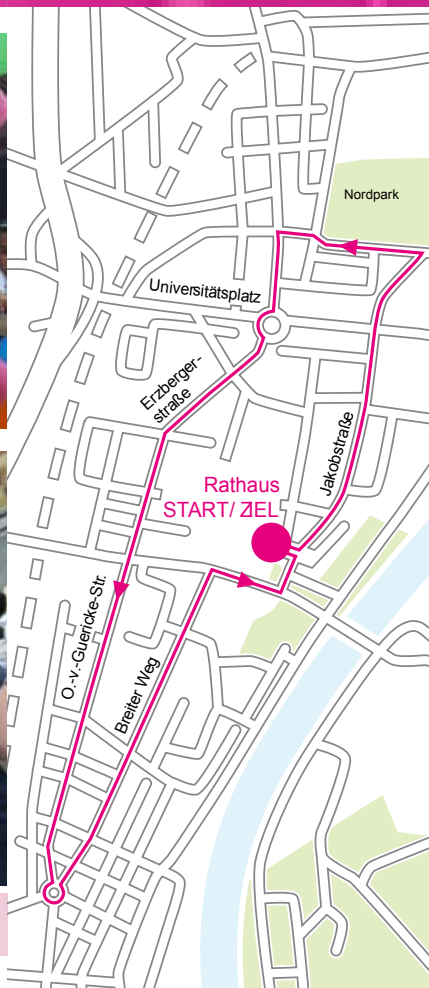 Nordpark
Universitätsplatz
Erzberger-
straße
Jakobstraße
Rathaus
START/ ZIEL
O.-v.-Guericke-Str.
Breiter Weg